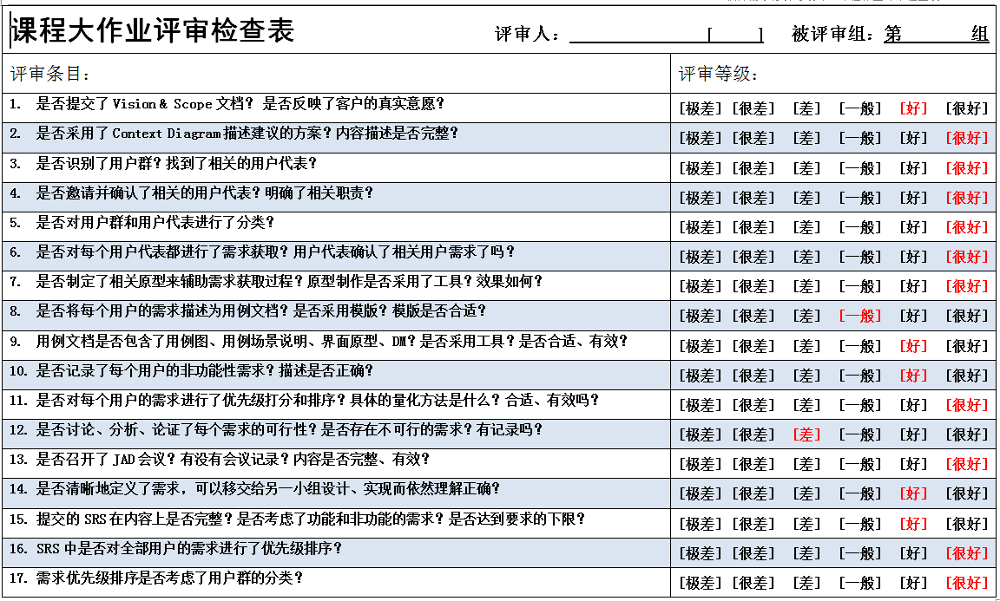 课程大作业评审检查表 评审人： [ ] 被评审组：第 组
评审条目： 评审等级：
1. 是否提交了 Vision & Scope 文档？ 是否反映了客户的真实意愿？ [极差] [很差] [差] [一般] [好] [很好]
2. 是否采用了 Context Diagram 描述建议的方案？内容描述是否完整？ [极差] [很差] [差] [一般] [好] [很好]
3. 是否识别了用户群？找到了相关的用户代表？ [极差] [很差] [差] [一般] [好] [很好]
4. 是否邀请并确认了相关的用户代表？明确了相关职责？ [极差] [很差] [差] [一般] [好] [很好]
5. 是否对用户群和用户代表进行了分类？ [极差] [很差] [差] [一般] [好] [很好]
6. 是否对每个用户代表都进行了需求获取？用户代表确认了相关用户需求了吗？ [极差] [很差] [差] [一般] [好] [很好]
7. 是否制定了相关原型来辅助需求获取过程？原型制作是否采用了工具？效果如何？ [极差] [很差] [差] [一般] [好] [很好]
8. 是否将每个用户的需求描述为用例文档？是否采用模版？模版是否合适？ [极差] [很差] [差] [一般] [好] [很好]
9. 用例文档是否包含了用例图、用例场景说明、界面原型、DM？是否采用工具？是否合适、有效？ [极差] [很差] [差] [一般] [好] [很好]
10. 是否记录了每个用户的非功能性需求？描述是否正确？ [极差] [很差] [差] [一般] [好] [很好]
11. 是否对每个用户的需求进行了优先级打分和排序？具体的量化方法是什么？合适、有效吗？ [极差] [很差] [差] [一般] [好] [很好]
12. 是否讨论、分析、论证了每个需求的可行性？是否存在不可行的需求？有记录吗？ [极差] [很差] [差] [一般] [好] [很好]
13. 是否召开了 JAD 会议？有没有会议记录？内容是否完整、有效？ [极差] [很差] [差] [一般] [好] [很好]
14. 是否清晰地定义了需求，可以移交给另一小组设计、实现而依然理解正确？ [极差] [很差] [差] [一般] [好] [很好]
15. 提交的 SRS 在内容上是否完整？是否考虑了功能和非功能的需求？是否达到要求的下限？ [极差] [很差] [差] [一般] [好] [很好]
16. SRS 中是否对全部用户的需求进行了优先级排序？ [极差] [很差] [差] [一般] [好] [很好]
17. 需求优先级排序是否考虑了用户群的分类？ [极差] [很差] [差] [一般] [好] [很好]